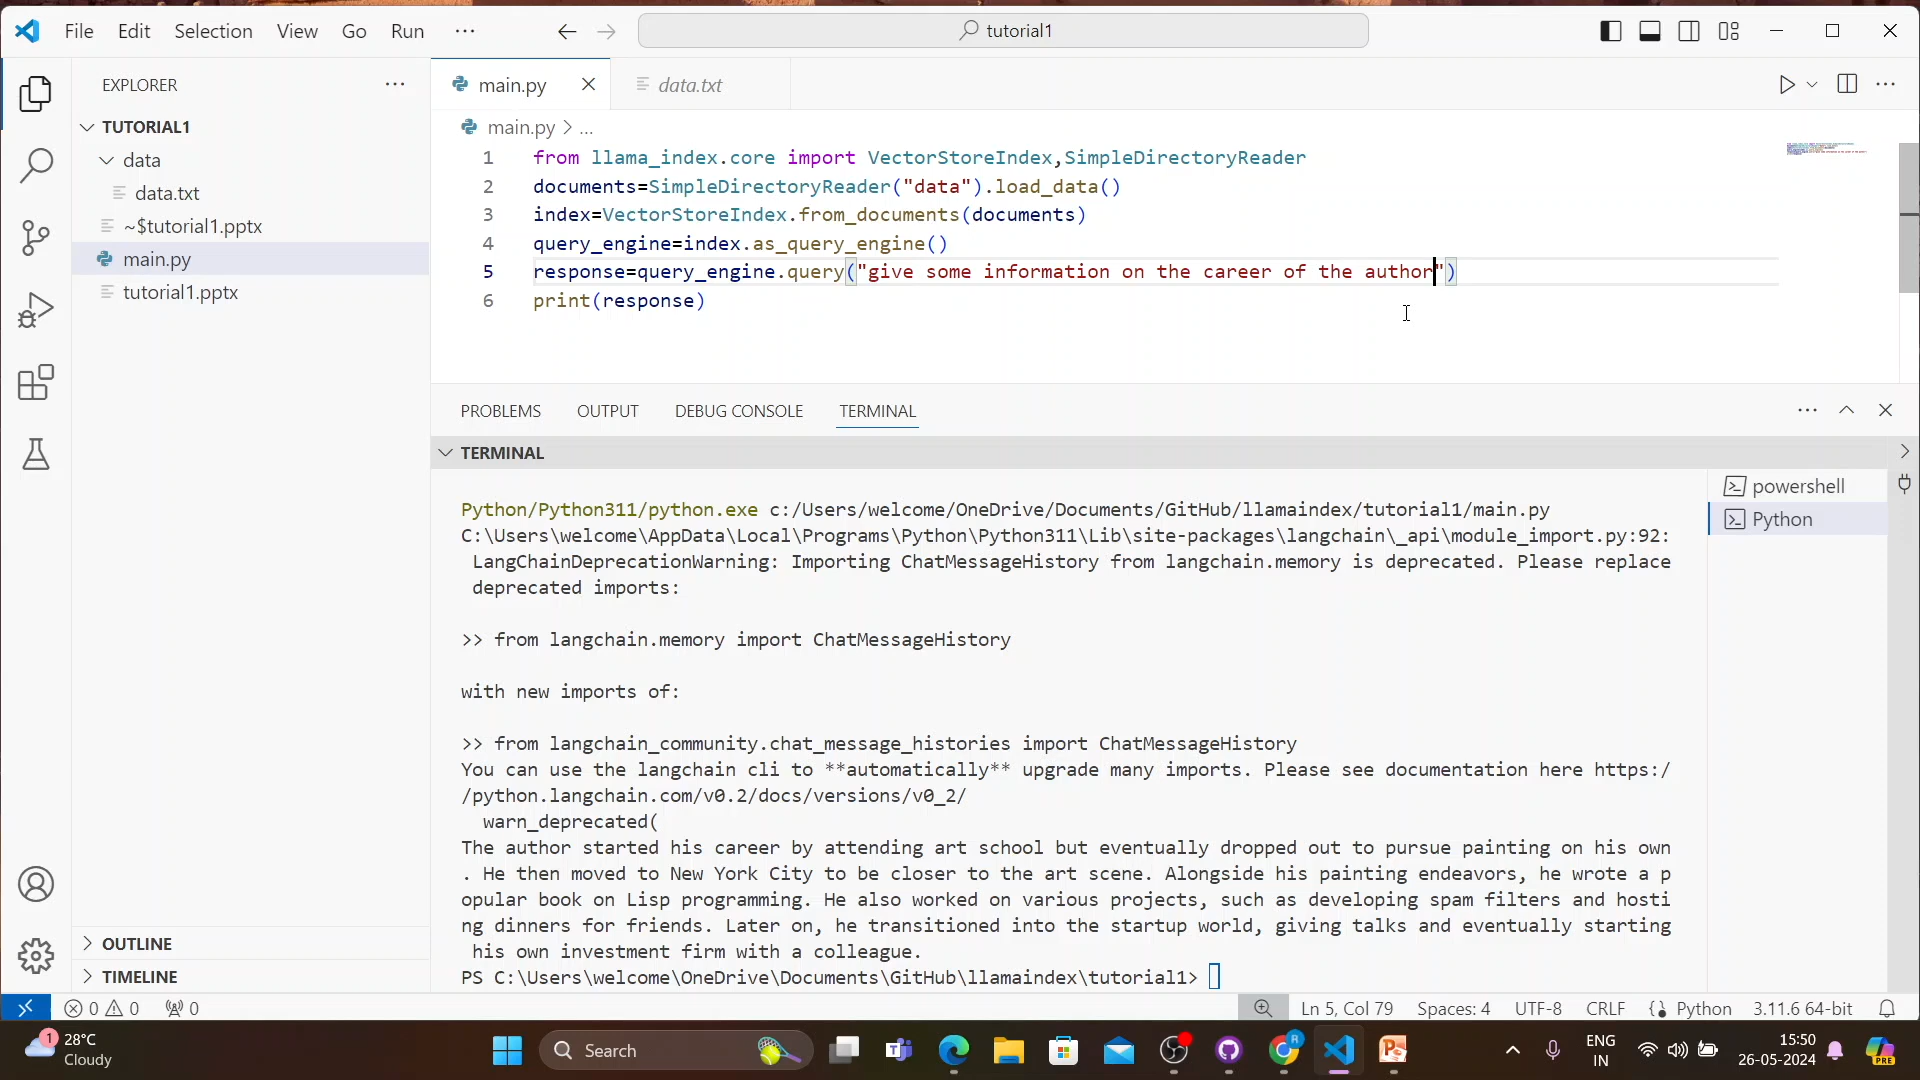 File Edit Selection View Go Run ... tutorial1
EXPLORER ...
TUTORIAL1
data
data.txt
~$tutorial1.pptx
main.py
tutorial1.pptx
OUTLINE
TIMELINE
main.py data.txt
main.py > ...
1 from llama_index.core import VectorStoreIndex,SimpleDirectoryReader
2 documents=SimpleDirectoryReader("data").load_data()
3 index=VectorStoreIndex.from_documents(documents)
4 query_engine=index.as_query_engine()
5 response=query_engine.query("give some information on the career of the author")
6 print(response)
PROBLEMS OUTPUT DEBUG CONSOLE TERMINAL
TERMINAL
Python/Python311/python.exe c:/Users/welcome/OneDrive/Documents/GitHub/llamaindex/tutorial1/main.py
C:\Users\welcome\AppData\Local\Programs\Python\Python311\Lib\site-packages\langchain\_api\module_import.py:92:
LangChainDeprecationWarning: Importing ChatMessageHistory from langchain.memory is deprecated. Please replace
deprecated imports:
>> from langchain.memory import ChatMessageHistory
with new imports of:
>> from langchain_community.chat_message_histories import ChatMessageHistory
You can use the langchain cli to **automatically** upgrade many imports. Please see documentation here https:/
/python.langchain.com/v0.2/docs/versions/v0_2/
warn_deprecated(
The author started his career by attending art school but eventually dropped out to pursue painting on his own
. He then moved to New York City to be closer to the art scene. Alongside his painting endeavors, he wrote a p
opular book on Lisp programming. He also worked on various projects, such as developing spam filters and hosti
ng dinners for friends. Later on, he transitioned into the startup world, giving talks and eventually starting
his own investment firm with a colleague.
PS C:\Users\welcome\OneDrive\Documents\GitHub\llamaindex\tutorial1>
powershell
Python
0 0 0 Ln 5, Col 79 Spaces: 4 UTF-8 CRLF Python 3.11.6 64-bit
1 28°C
Cloudy
Search
R
PRE
ENG
IN
15:50
26-05-2024